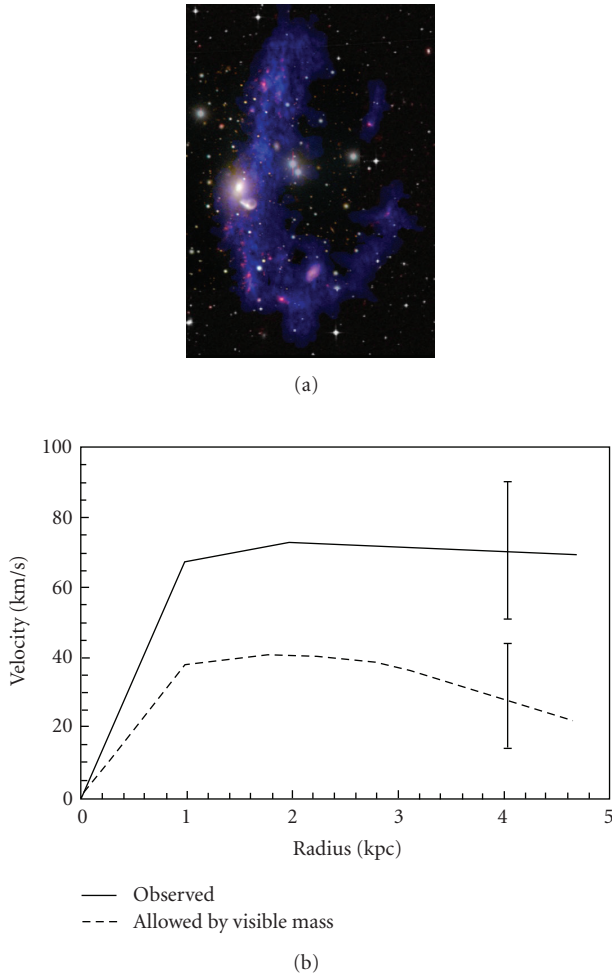 (a)
100
80
60
40
20
0
Velocity (km/s)
0 1 2 3 4 5
Radius (kpc)
Observed
Allowed by visible mass
(b)